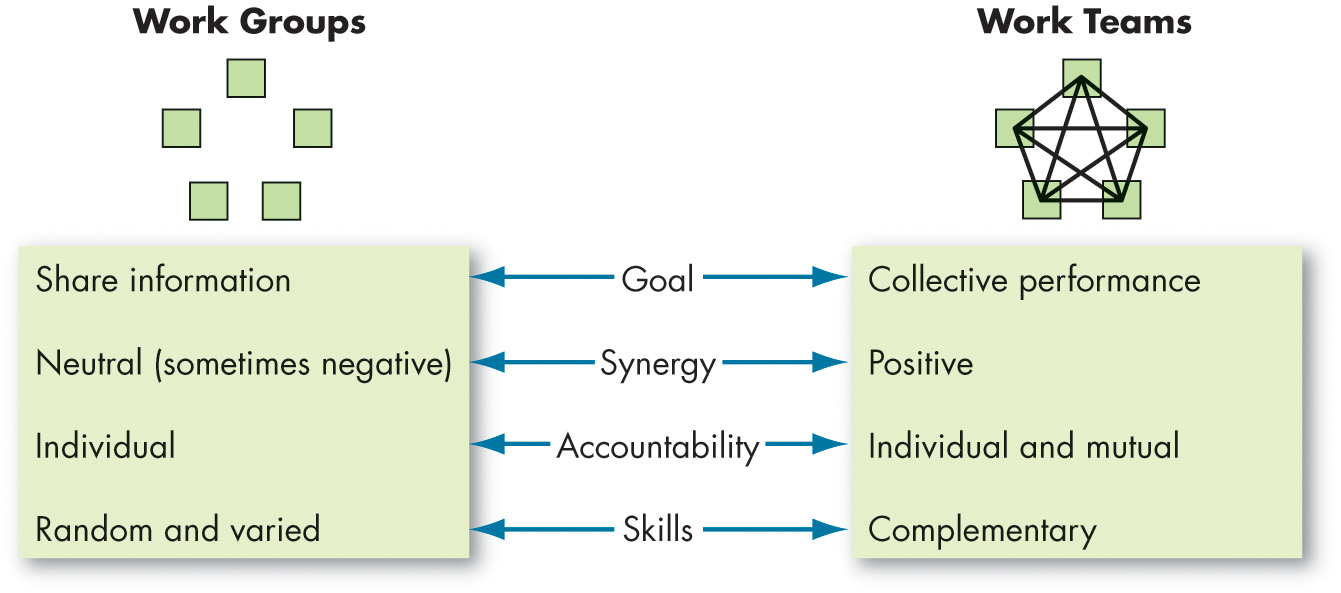 Work Groups
Work Teams
Share information
Goal
Collective performance
Neutral (sometimes negative)
Synergy
Positive
Individual
Accountability
Individual and mutual
Random and varied
Skills
Complementary